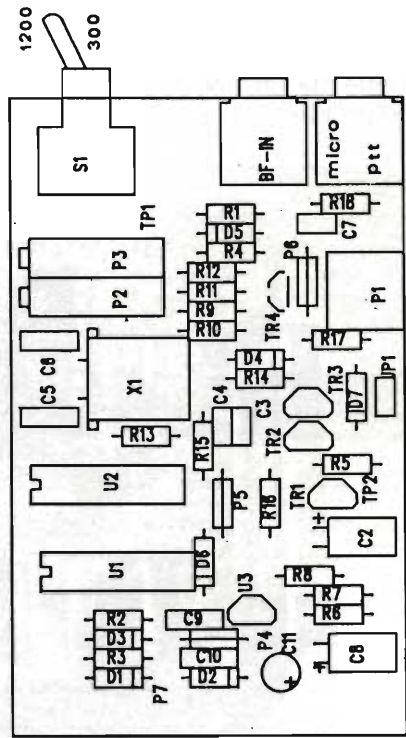 1200
300
S1
BF-IN
micro
ptt
R18
C7
TP1
R1
D5
R4
P3
P2
R12
R11
R9
R10
P6
TR4
P1
R17
C6
C5
X1
D4
R14
C4
C3
TR3
D7
JP1
R13
R15
TR2
U2
P5
R16
R5
TR1
TP2
C2
U1
D6
U3
R8
R7
R6
R2
D3
R3
D1
P7
C9
C10
D2
P4
C11
C8